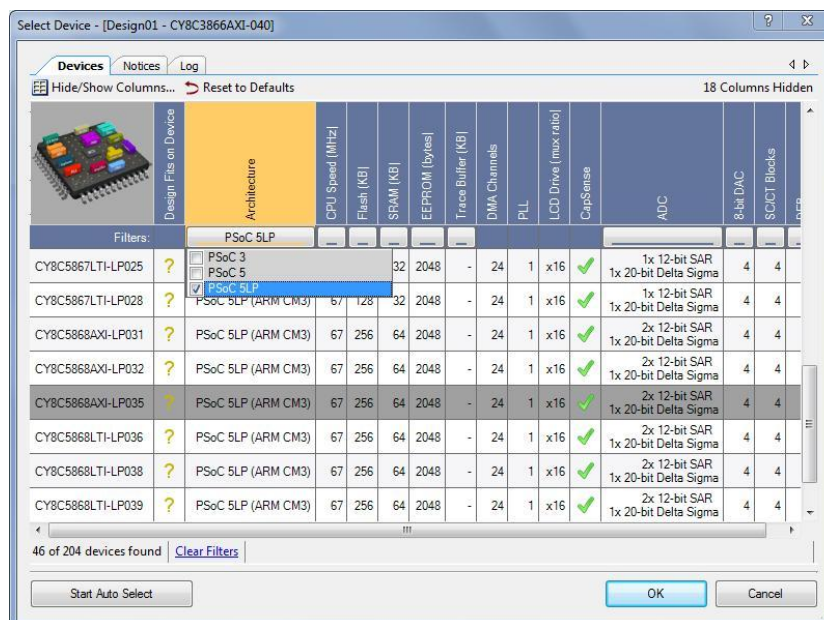 Select Device - [Design01 - CY8C3866AXI-040]
Devices Notices Log
Hide/Show Columns... Reset to Defaults 18 Columns Hidden
Design Fits on Device Architecture CPU Speed (MHz) Flash (KB) SRAM (KB) EEPROM (bytes) Trace Buffer (KB) DMA Channels PLL LCD Drive (mux ratio) CapSense ADC 8-bit DAC SC/CT Blocks
Filters: PSoC 5LP
PSoC 3
PSoC 5
PSoC 5LP
CY8C5867LTI-LP025 ? 32 2048 - 24 1 x16 1x 12-bit SAR 4 4
1x 20-bit Delta Sigma
CY8C5867LTI-LP028 ? PSoC 5LP (ARM CM3) 67 128 32 2048 - 24 1 x16 1x 12-bit SAR 4 4
1x 20-bit Delta Sigma
CY8C5868AXI-LP031 ? PSoC 5LP (ARM CM3) 67 256 64 2048 - 24 1 x16 2x 12-bit SAR 4 4
1x 20-bit Delta Sigma
CY8C5868AXI-LP032 ? PSoC 5LP (ARM CM3) 67 256 64 2048 - 24 1 x16 2x 12-bit SAR 4 4
1x 20-bit Delta Sigma
CY8C5868AXI-LP035 ? PSoC 5LP (ARM CM3) 67 256 64 2048 - 24 1 x16 2x 12-bit SAR 4 4
1x 20-bit Delta Sigma
CY8C5868LTI-LP036 ? PSoC 5LP (ARM CM3) 67 256 64 2048 - 24 1 x16 2x 12-bit SAR 4 4
1x 20-bit Delta Sigma
CY8C5868LTI-LP038 ? PSoC 5LP (ARM CM3) 67 256 64 2048 - 24 1 x16 2x 12-bit SAR 4 4
1x 20-bit Delta Sigma
CY8C5868LTI-LP039 ? PSoC 5LP (ARM CM3) 67 256 64 2048 - 24 1 x16 2x 12-bit SAR 4 4
1x 20-bit Delta Sigma
46 of 204 devices found Clear Filters
Start Auto Select OK Cancel